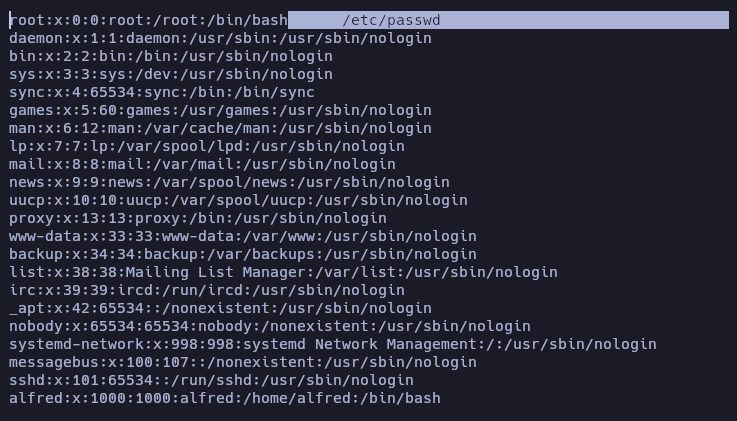 root:x:0:0:root:/root:/bin/bash      /etc/passwd
daemon:x:1:1:daemon:/usr/sbin:/usr/sbin/nologin
bin:x:2:2:bin:/bin:/usr/sbin/nologin
sys:x:3:3:sys:/dev:/usr/sbin/nologin
sync:x:4:65534:sync:/bin:/bin/sync
games:x:5:60:games:/usr/games:/usr/sbin/nologin
man:x:6:12:man:/var/cache/man:/usr/sbin/nologin
lp:x:7:7:lp:/var/spool/lpd:/usr/sbin/nologin
mail:x:8:8:mail:/var/mail:/usr/sbin/nologin
news:x:9:9:news:/var/spool/news:/usr/sbin/nologin
uucp:x:10:10:uucp:/var/spool/uucp:/usr/sbin/nologin
proxy:x:13:13:proxy:/bin:/usr/sbin/nologin
www-data:x:33:33:www-data:/var/www:/usr/sbin/nologin
backup:x:34:34:backup:/var/backups:/usr/sbin/nologin
list:x:38:38:Mailing List Manager:/var/list:/usr/sbin/nologin
irc:x:39:39:ircd:/run/ircd:/usr/sbin/nologin
_apt:x:42:65534::/nonexistent:/usr/sbin/nologin
nobody:x:65534:65534:nobody:/nonexistent:/usr/sbin/nologin
systemd-network:x:998:998:systemd Network Management:/:/usr/sbin/nologin
messagebus:x:100:107::/nonexistent:/usr/sbin/nologin
sshd:x:101:65534::/run/sshd:/usr/sbin/nologin
alfred:x:1000:1000:alfred:/home/alfred:/bin/bash